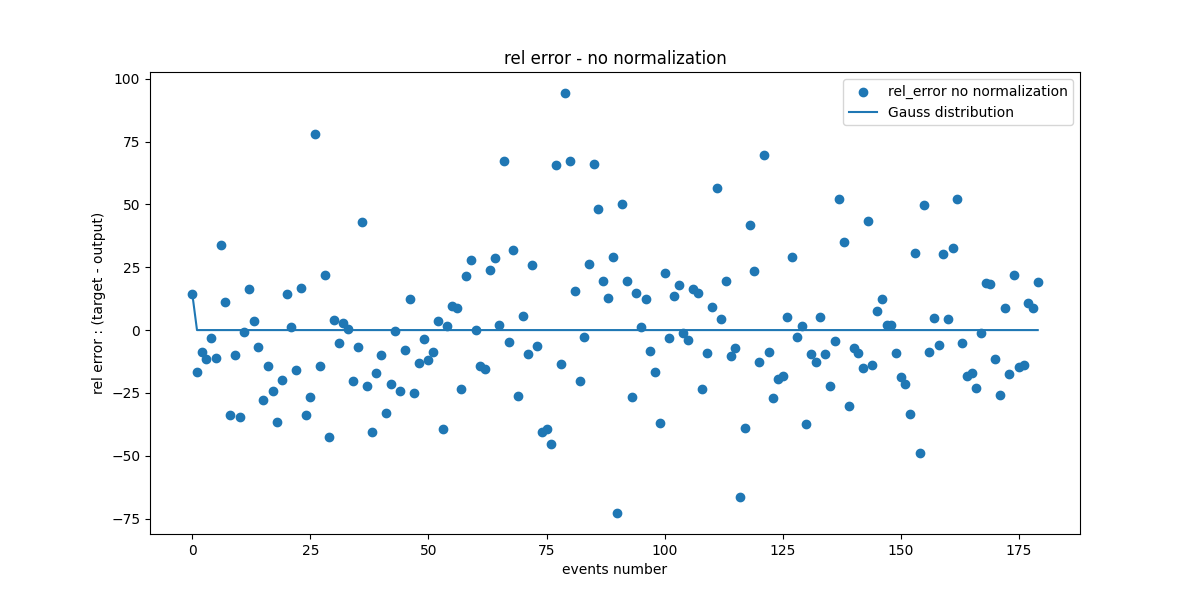 rel error - no normalization
rel_error no normalization
Gauss distribution
100
75
50
25
0
−25
−50
−75
rel error : (target - output)
0 25 50 75 100 125 150 175
events number